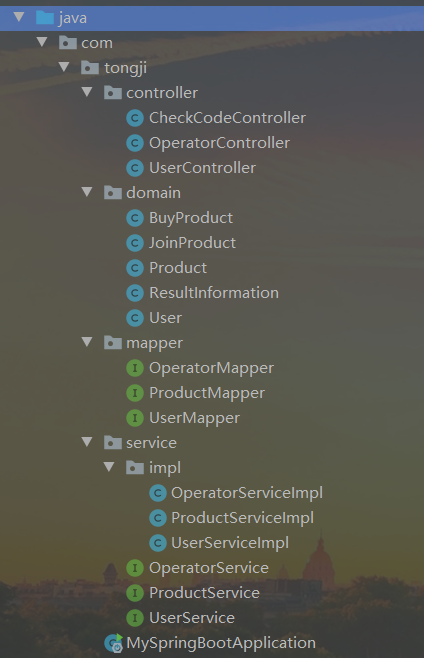 java
com
tongji
controller
CheckCodeController
OperatorController
UserController
domain
BuyProduct
JoinProduct
Product
ResultInformation
User
mapper
OperatorMapper
ProductMapper
UserMapper
service
impl
OperatorServiceImpl
ProductServiceImpl
UserServiceImpl
OperatorService
ProductService
UserService
MySpringBootApplication